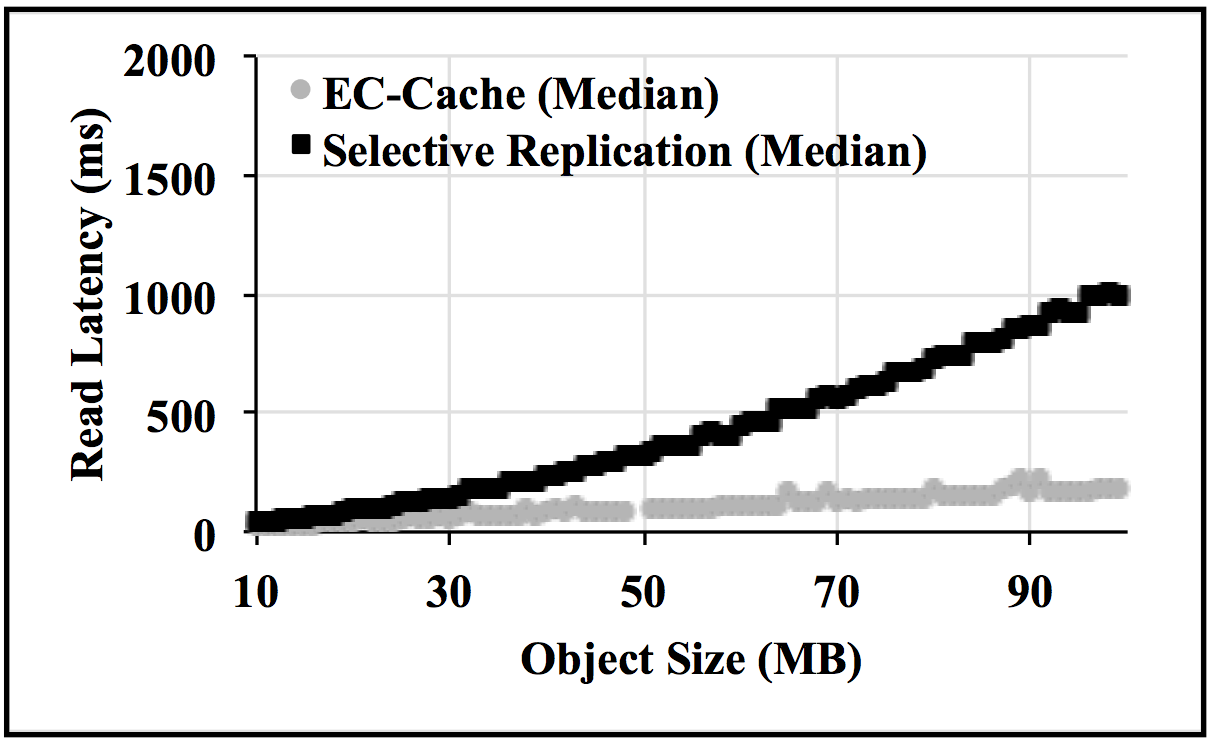 2000
EC-Cache (Median)
Selective Replication (Median)
1500
1000
500
0
Read Latency (ms)
10 30 50 70 90
Object Size (MB)